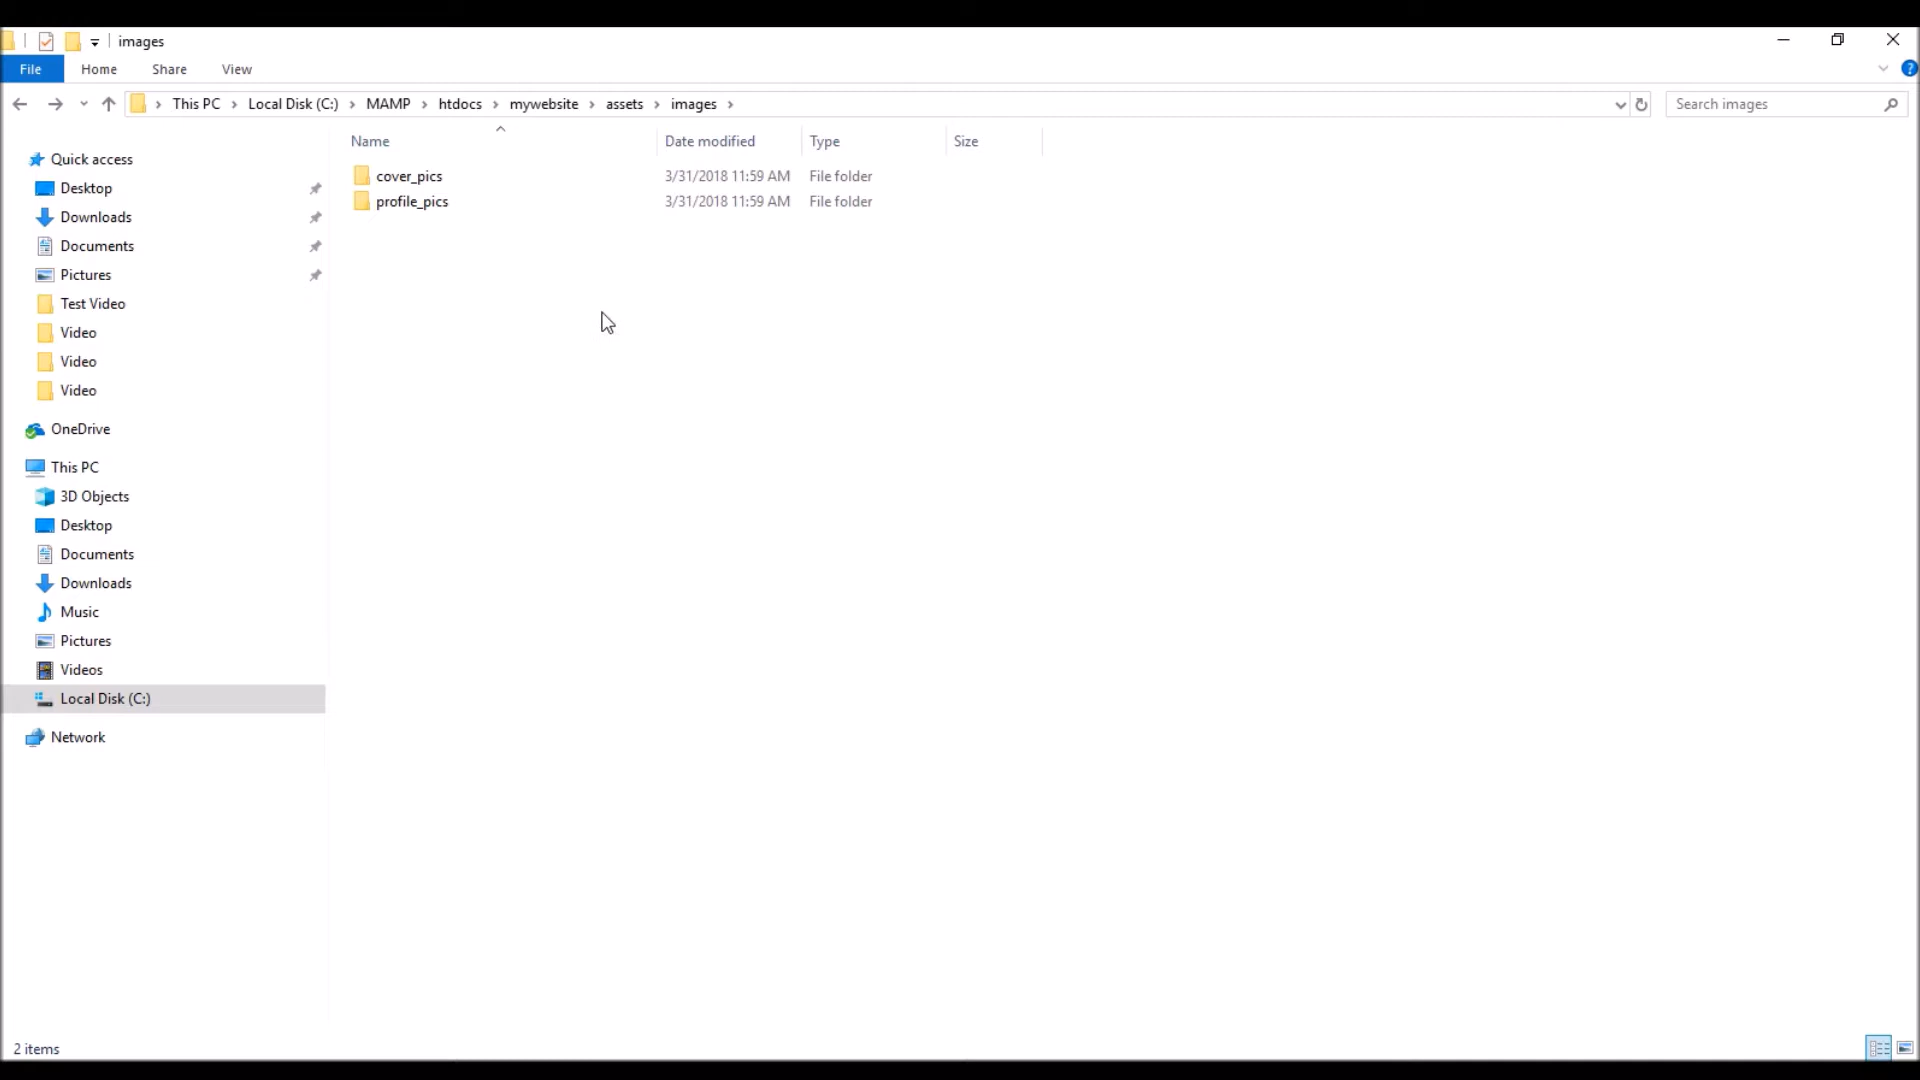 images
File Home Share View
This PC Local Disk (C:) MAMP htdocs mywebsite assets images Search images
Name Date modified Type Size
cover_pics 3/31/2018 11:59 AM File folder
profile_pics 3/31/2018 11:59 AM File folder
Quick access
Desktop
Downloads
Documents
Pictures
Test Video
Video
Video
Video
OneDrive
This PC
3D Objects
Desktop
Documents
Downloads
Music
Pictures
Videos
Local Disk (C:)
Network
2 items